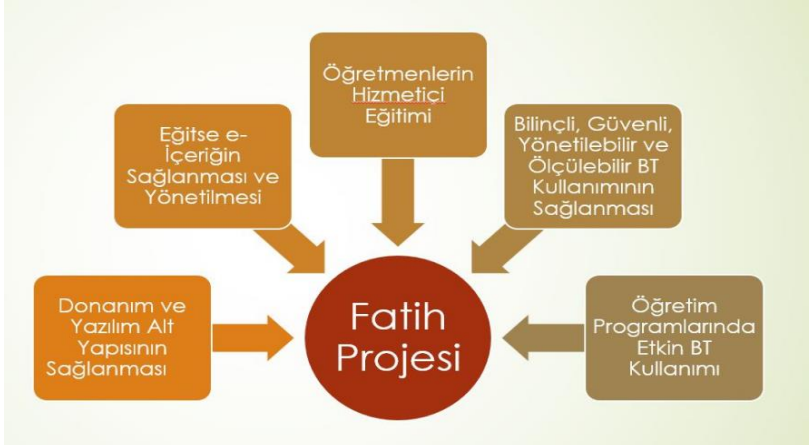 Öğretmenlerin
Hizmetiçi
Eğitimi
Eğitse e-
İçeriğin
Sağlanması ve
Yönetilmesi
Bilinçli, Güvenli,
Yönetilebilir ve
Ölçülebilir BT
Kullanımının
Sağlanması
Donanım ve
Yazılım Alt
Yapısının
Sağlanması
Fatih
Projesi
Öğretim
Programlarında
Etkin BT
Kullanımı